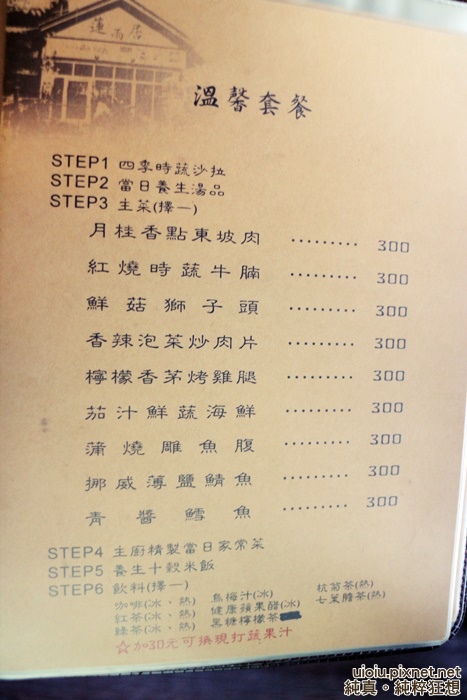 蓮雨居
溫馨套餐
STEP1 四季時蔬沙拉
STEP2 當日養生湯品
STEP3 主菜(擇一)
月桂香點東坡肉 ········· 300
紅燒時蔬牛腩 ········· 300
鮮菇獅子頭 ········· 300
香辣泡菜炒肉片 ········· 300
檸檬香茅烤雞腿 ········· 300
茄汁鮮蔬海鮮 ········· 300
蒲燒雕魚腹 ········· 300
挪威薄鹽鯖魚 ········· 300
青醬鱈魚 ········· 300
STEP4 主廚精製當日家常菜
STEP5 養生十穀米飯
STEP6 飲料(擇一)
咖啡(冰、熱) 烏梅汁(冰) 杭菊茶(熱)
紅茶(冰、熱) 健康蘋果醋(冰) 七葉膽茶(熱)
綠茶(冰、熱) 黑糖檸檬茶
☆加30元可換現打蔬果汁
uioiu.pixnet.net
純真。純粹狂想